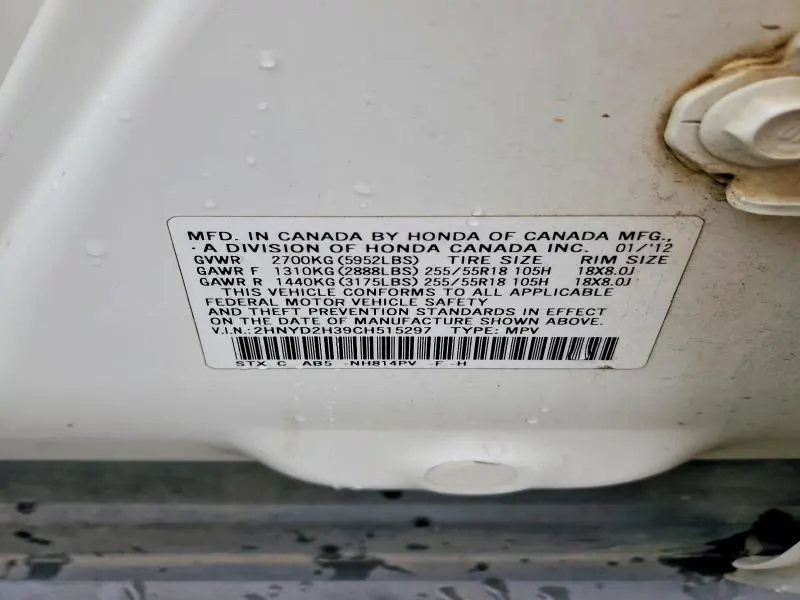 MFD. IN CANADA BY HONDA OF CANADA MFG.,
A DIVISION OF HONDA CANADA INC. 01/'12
GVWR 2700KG(5952LBS) TIRE SIZE RIM SIZE
GAWR F 1310KG(2888LBS) 255/55R18 105H 18X8.0J
GAWR R 1440KG(3175LBS) 255/55R18 105H 18X8.0J
THIS VEHICLE CONFORMS TO ALL APPLICABLE
FEDERAL MOTOR VEHICLE SAFETY
AND THEFT PREVENTION STANDARDS IN EFFECT
ON THE DATE OF MANUFACTURE SHOWN ABOVE.
V.I.N.: 2HNYD2H39CH515297 TYPE: MPV
STX C AB5 -NH814PV -F -H